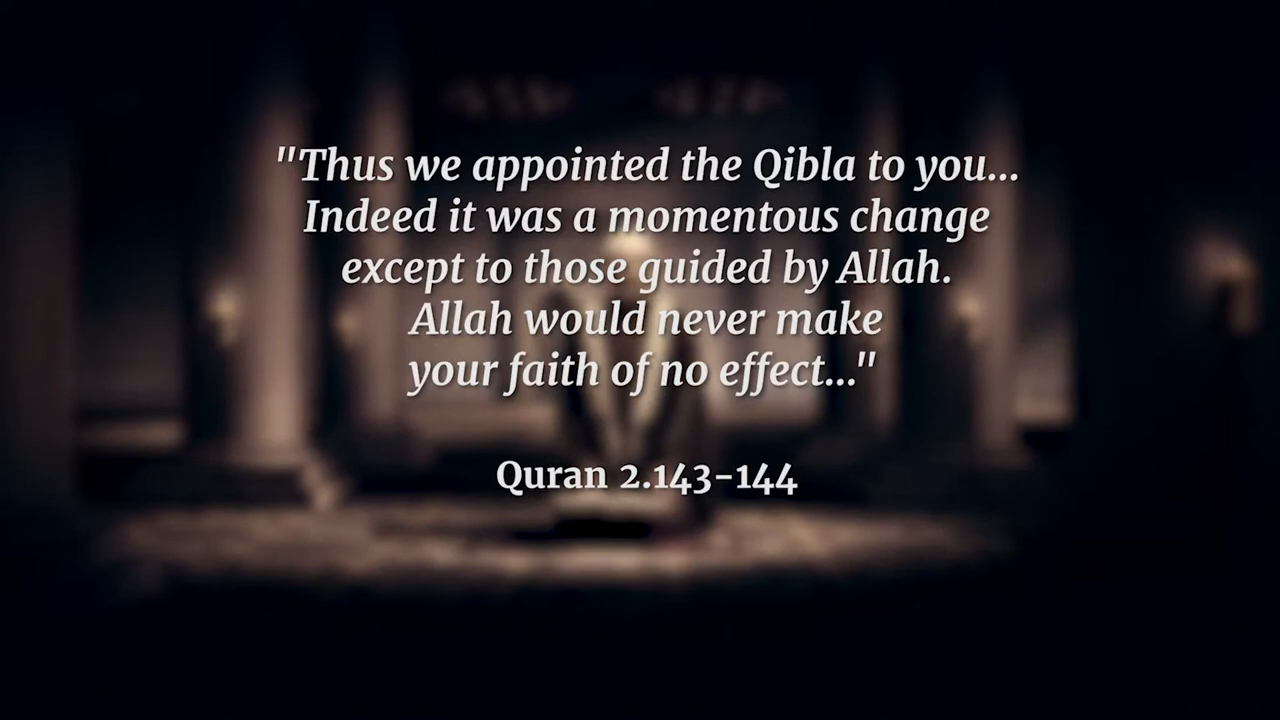 "Thus we appointed the Qibla to you...
Indeed it was a momentous change
except to those guided by Allah.
Allah would never make
your faith of no effect..."
Quran 2.143-144